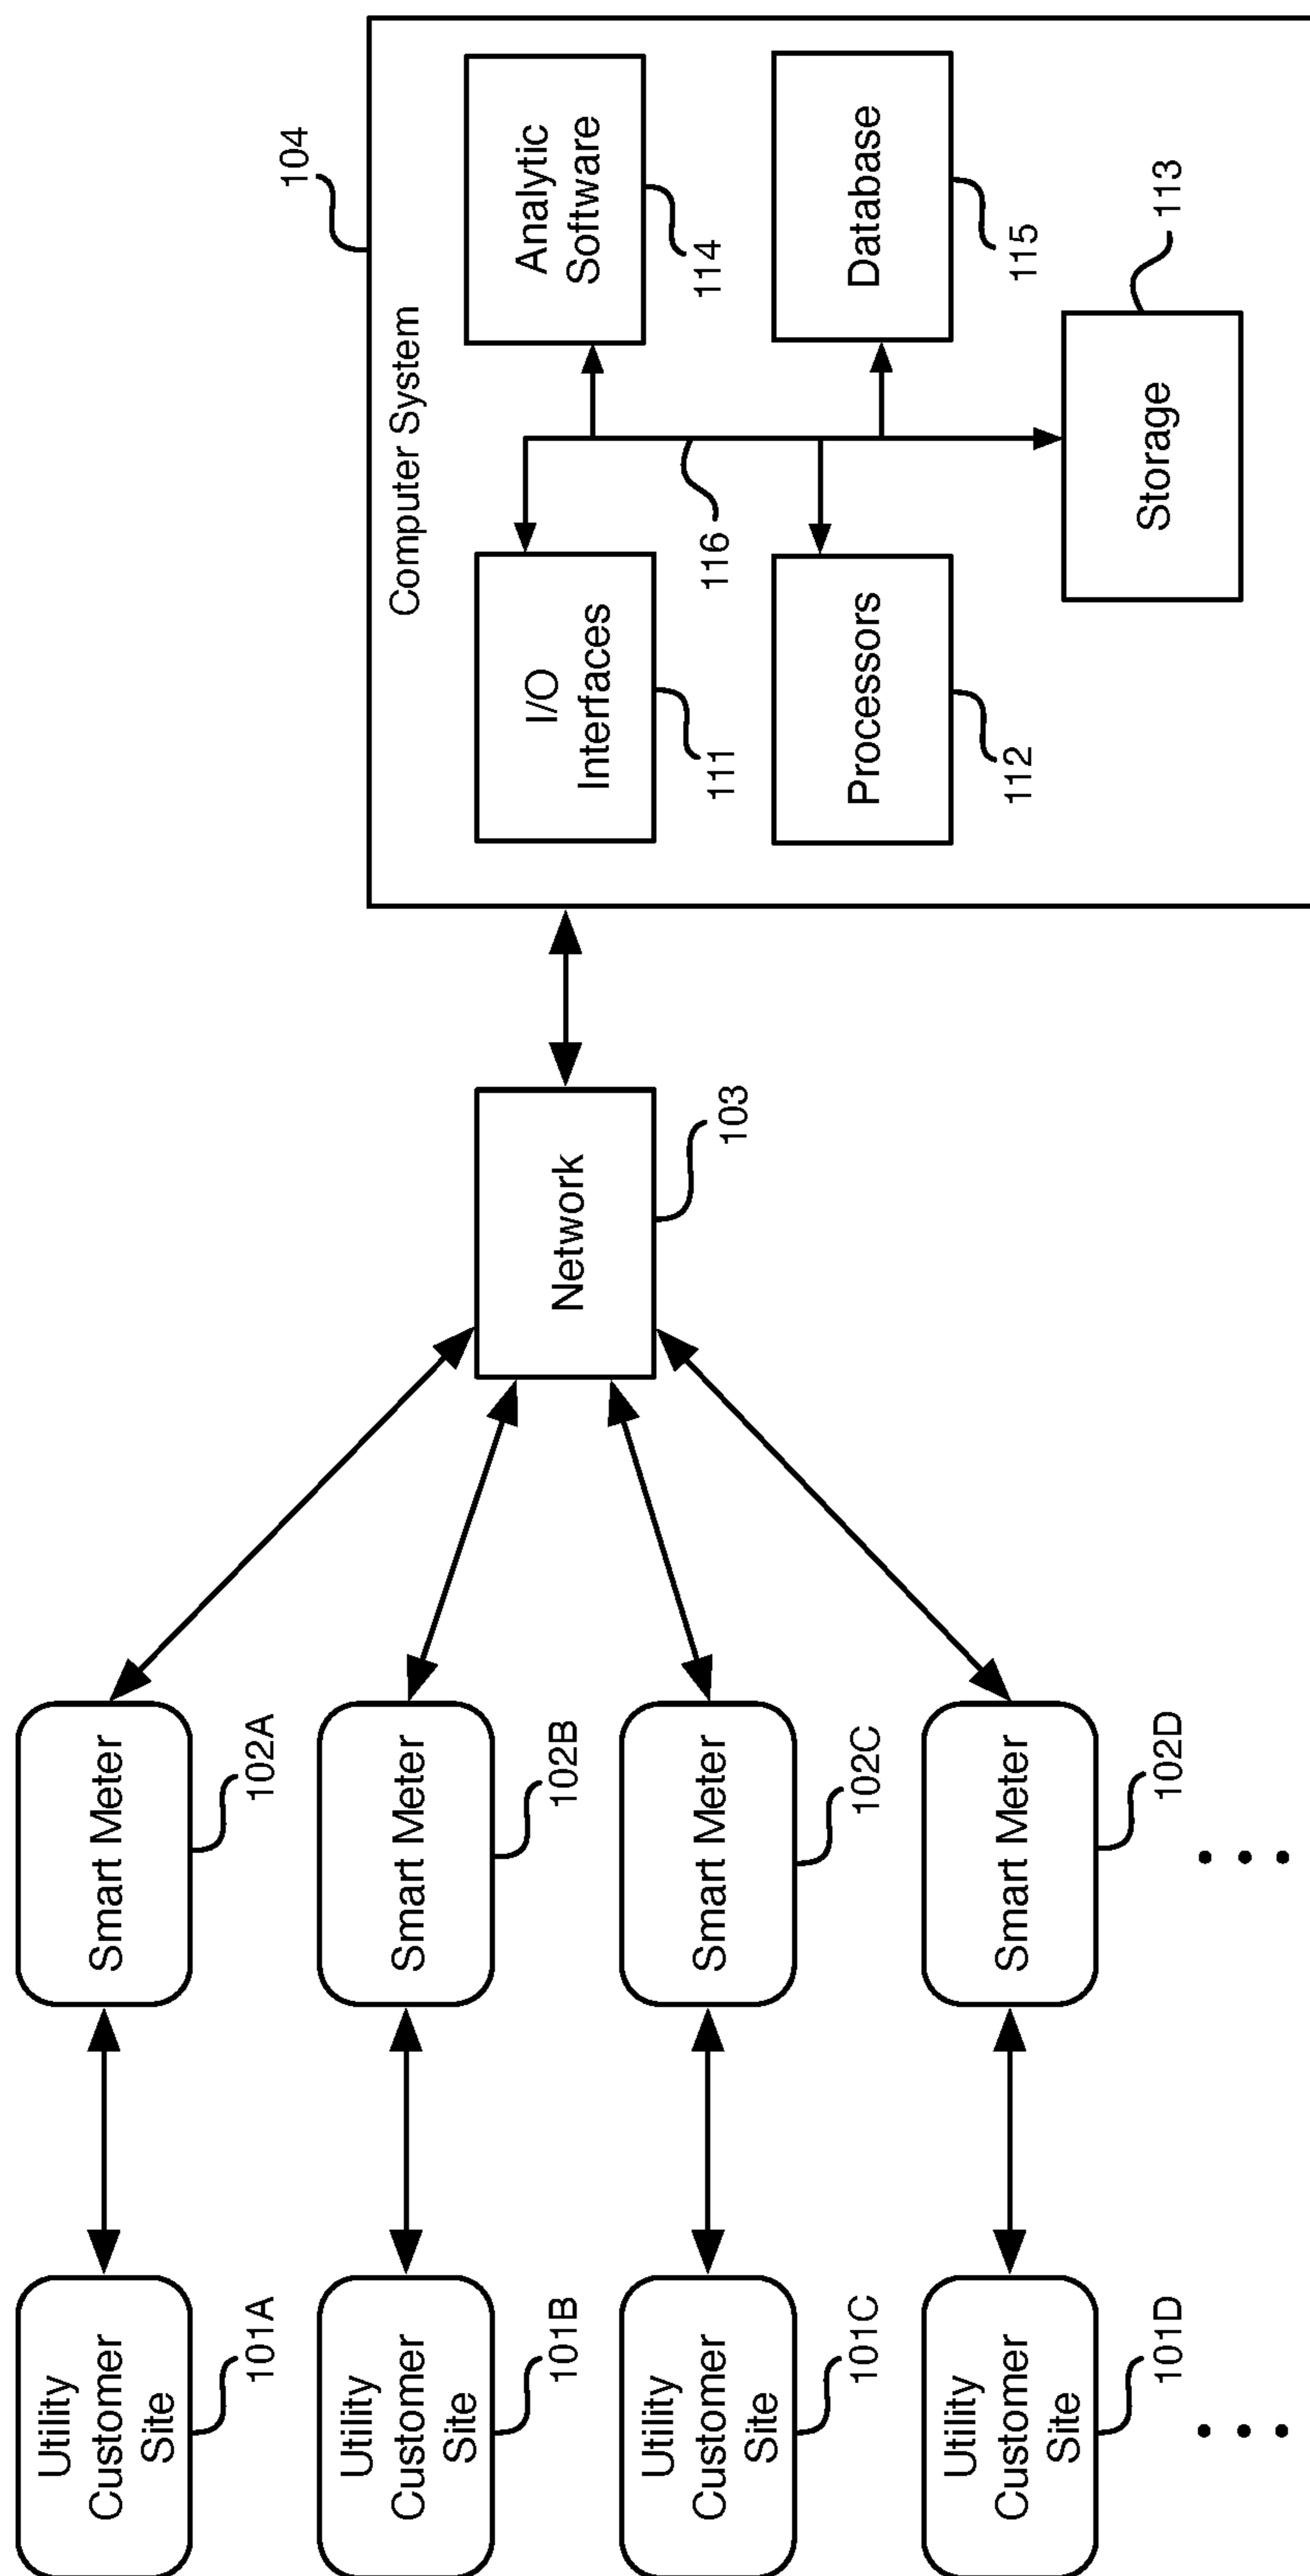 Utility
Customer
Site
101A
Smart Meter
102A
Utility
Customer
Site
101B
Smart Meter
102B
Utility
Customer
Site
101C
Smart Meter
102C
Utility
Customer
Site
101D
Smart Meter
102D
Network
103
104
Computer System
I/O
Interfaces
111
Analytic
Software
114
116
Processors
112
Database
115
Storage
113